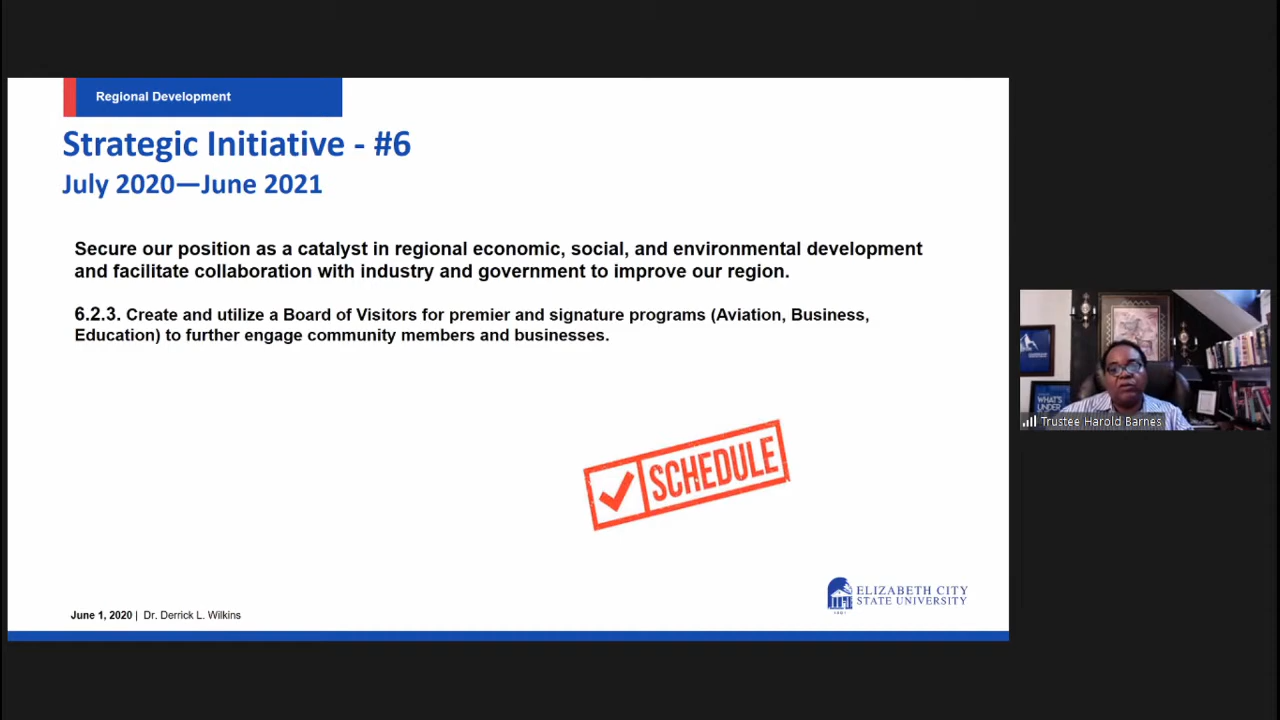 Regional Development
Strategic Initiative - #6
July 2020—June 2021
Secure our position as a catalyst in regional economic, social, and environmental development
and facilitate collaboration with industry and government to improve our region.
6.2.3. Create and utilize a Board of Visitors for premier and signature programs (Aviation, Business,
Education) to further engage community members and businesses.
SCHEDULE
ELIZABETH CITY
STATE UNIVERSITY
June 1, 2020 | Dr. Derrick L. Wilkins
WHAT'S
UNDER
Trustee Harold Barnes